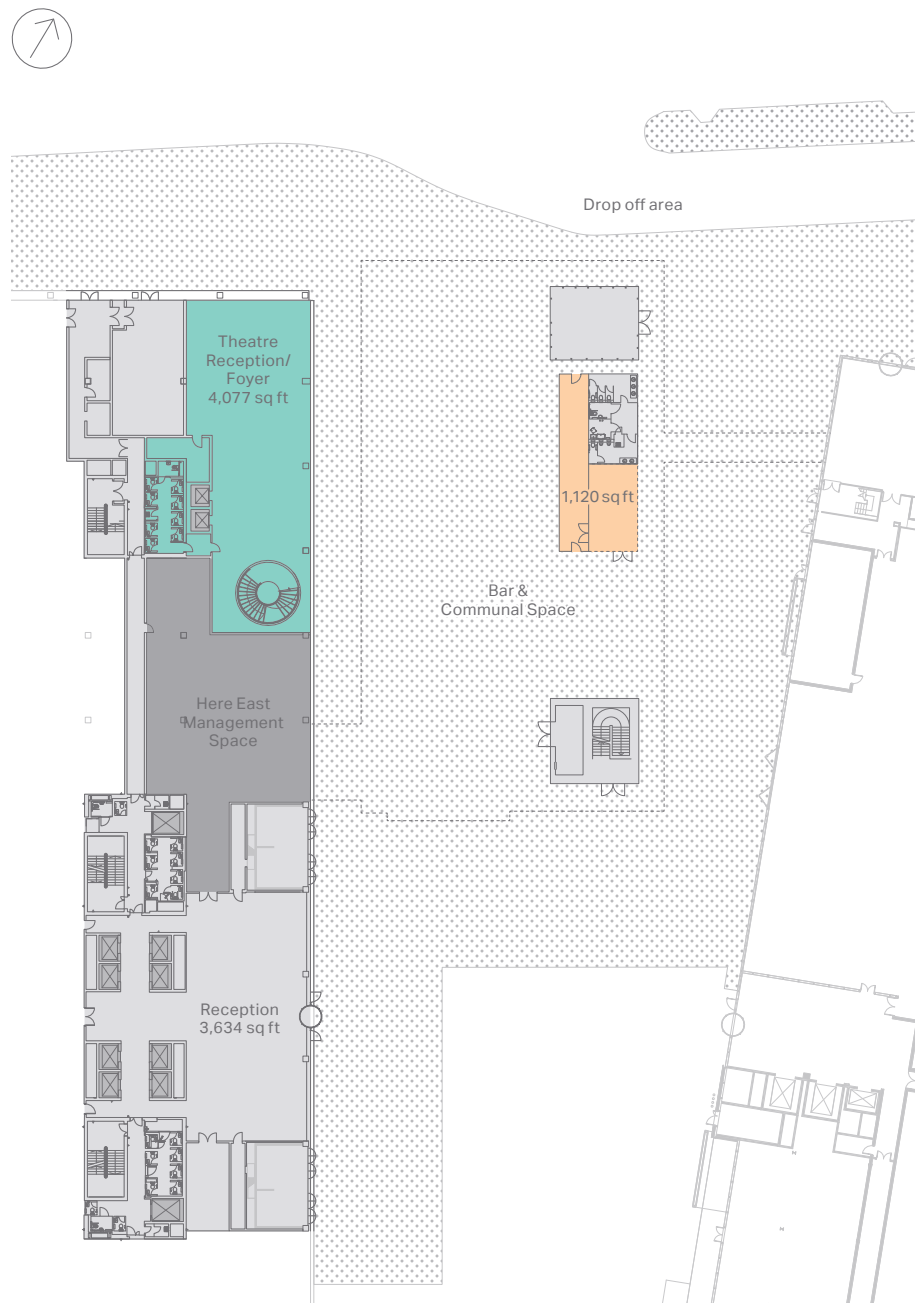 Drop off area
Theatre
Reception/
Foyer
4,077 sq ft
1,120 sq ft
Bar &
Communal Space
Here East
Management
Space
Reception
3,634 sq ft